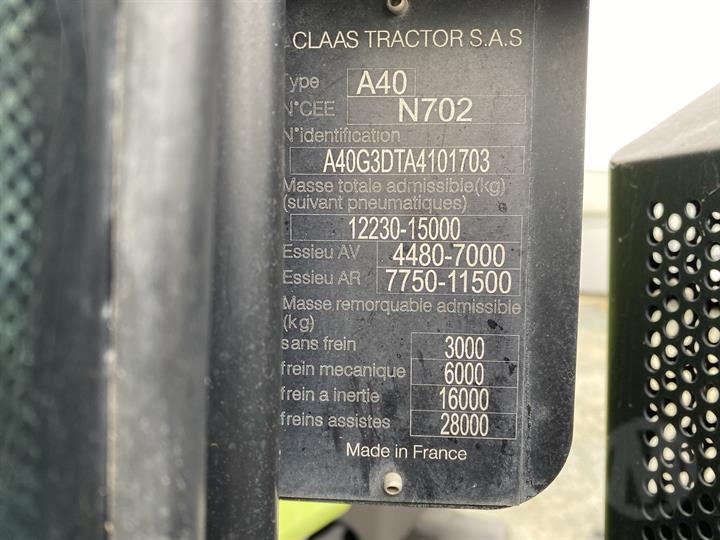 CLAAS TRACTOR S.A.S
Type A40
N°CEE N702
N°identification
A40G3DTA4101703
Masse totale admissible(kg)
(suivant pneumatiques)
12230-15000
Essieu AV 4480-7000
Essieu AR 7750-11500
Masse remorquable admissible
(kg)
sans frein 3000
frein mecanique 6000
frein a inertie 16000
freins assistes 28000
Made in France